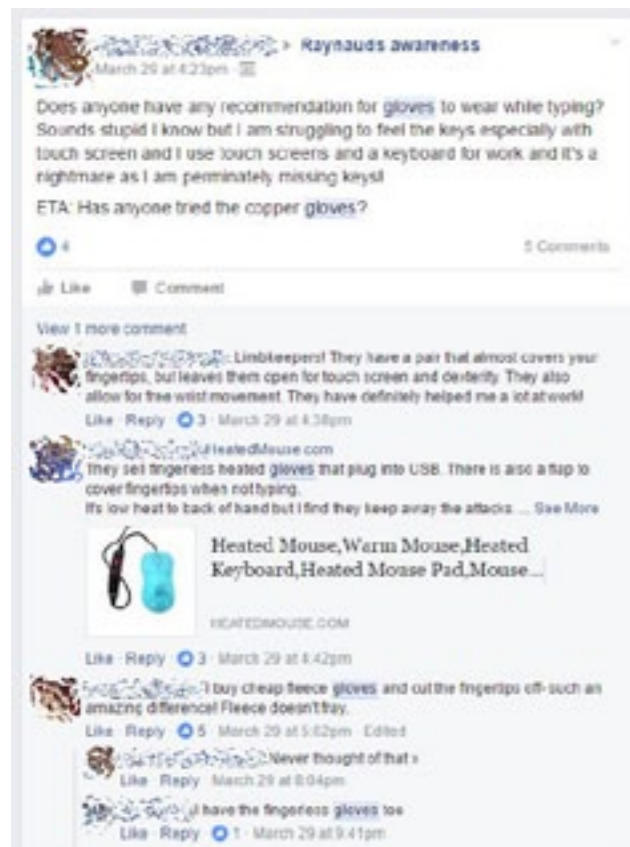 › Raynauds awareness
March 29 at 4:23pm
Does anyone have any recommendation for gloves to wear while typing?
Sounds stupid I know but I am struggling to feel the keys especially with
touch screen and I use touch screens and a keyboard for work and it's a
nightmare as I am perminately missing keys!!
ETA: Has anyone tried the copper gloves?
4
5 Comments
Like Comment
View 1 more comment
Limbkeepers! They have a pair that almost covers your
fingertips, but leaves them open for touch screen and dexterity. They also
allow for free wrist movement. They have definitely helped me a lot at work!
Like · Reply · 3 · March 29 at 4:38pm
HeatedMouse.com
They sell fingerless heated gloves that plug into USB. There is also a flap to
cover fingertips when not typing.
It's low heat to back of hand but I find they keep away the attacks. ... See More
Heated Mouse,Warm Mouse,Heated
Keyboard,Heated Mouse Pad,Mouse...
HEATEDMOUSE.COM
Like · Reply · 3 · March 29 at 4:42pm
I buy cheap fleece gloves and cut the fingertips off-such an
amazing difference! Fleece doesn't fray.
Like · Reply · 5 · March 29 at 5:02pm · Edited
Never thought of that x
Like · Reply · March 29 at 8:04pm
I have the fingerless gloves too
Like · Reply · 1 · March 29 at 9:41pm